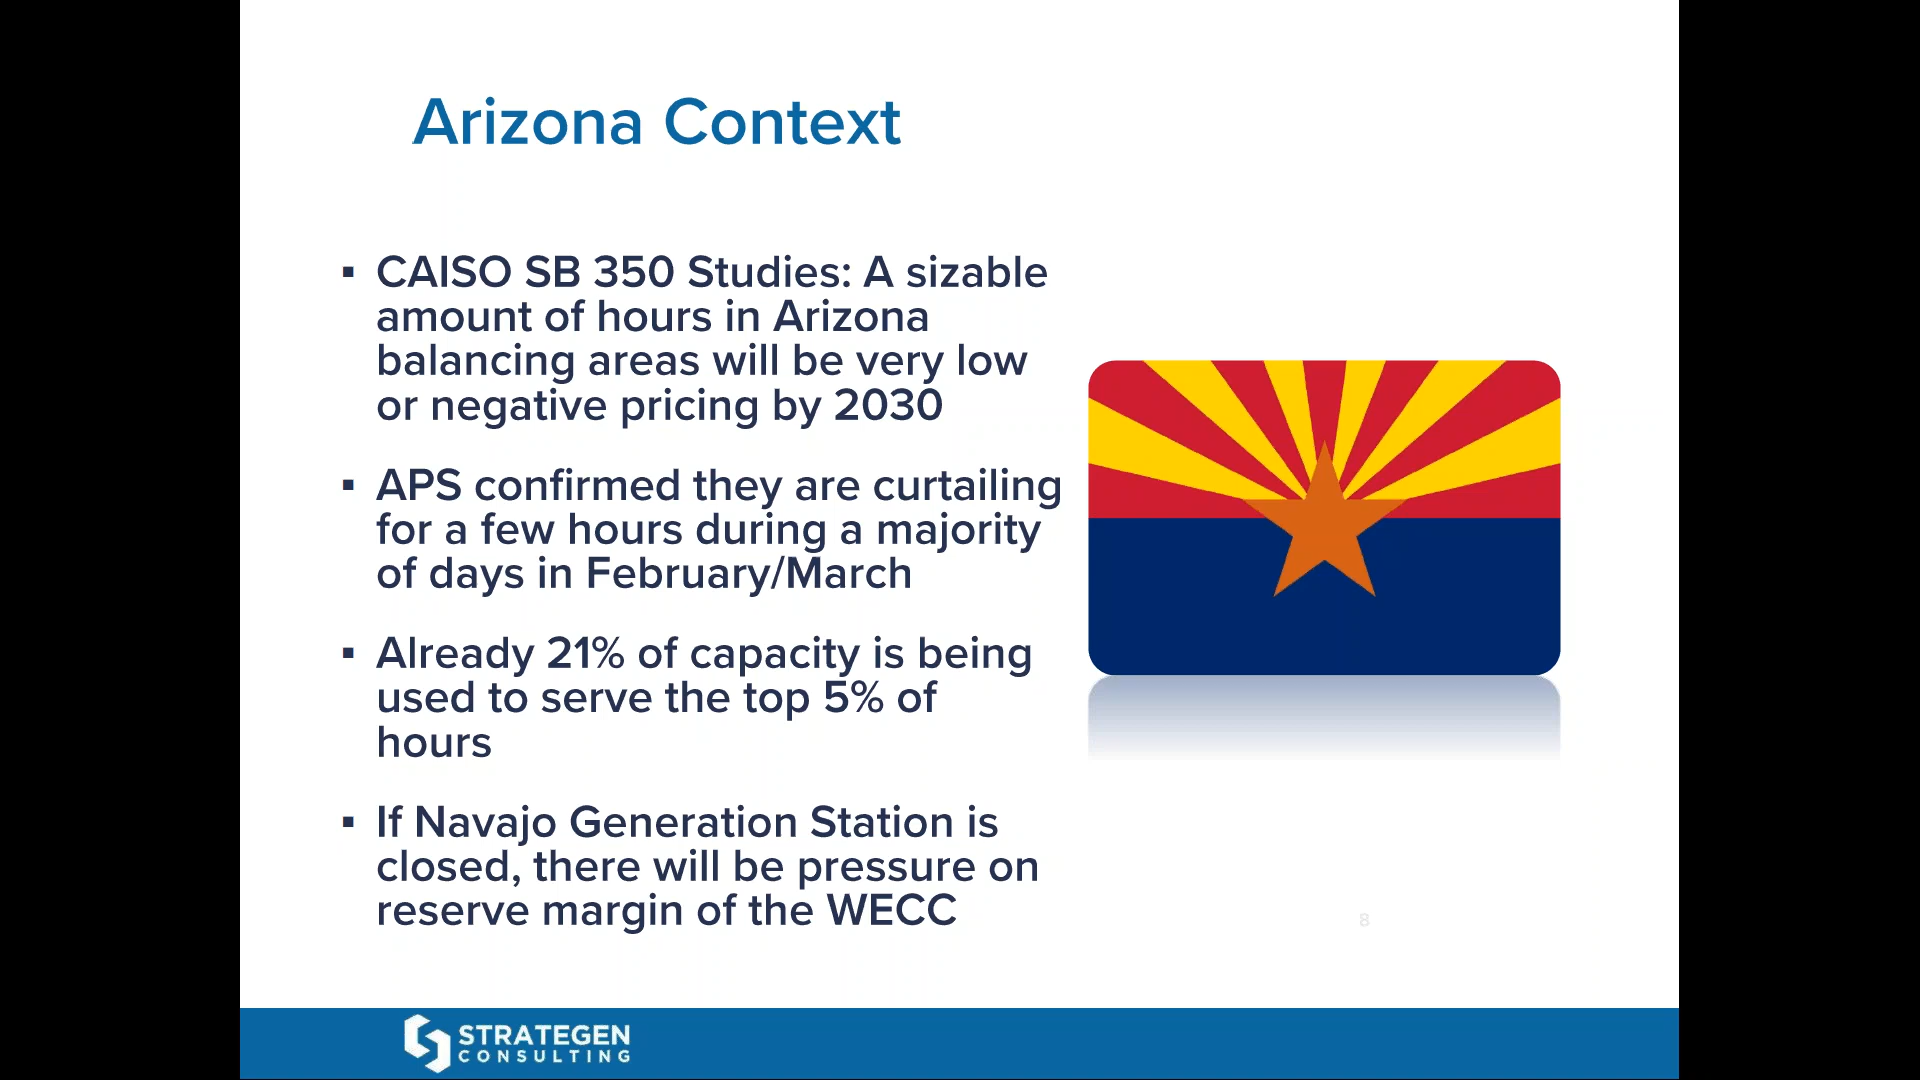 Arizona Context
▪ CAISO SB 350 Studies: A sizable
amount of hours in Arizona
balancing areas will be very low
or negative pricing by 2030
▪ APS confirmed they are curtailing
for a few hours during a majority
of days in February/March
▪ Already 21% of capacity is being
used to serve the top 5% of
hours
▪ If Navajo Generation Station is
closed, there will be pressure on
reserve margin of the WECC
8
STRATEGEN
CONSULTING